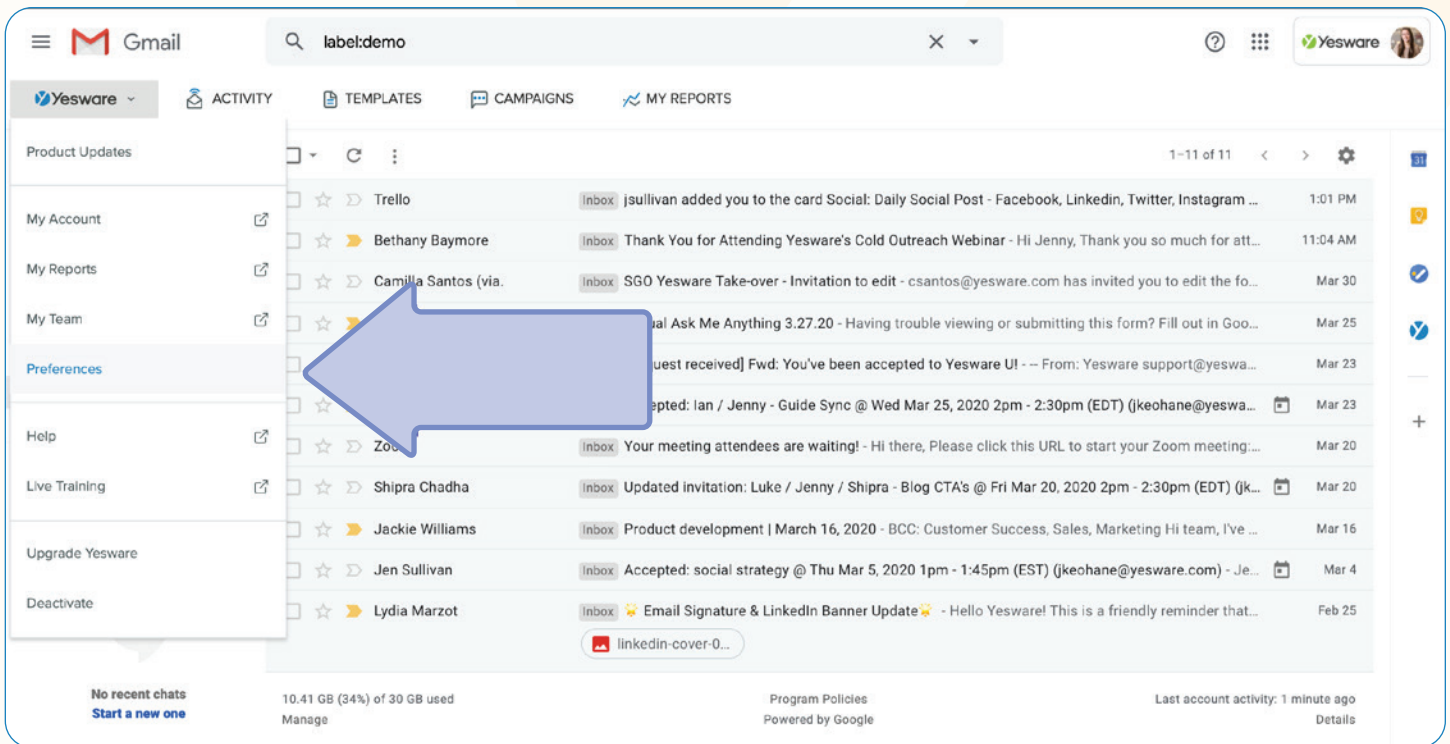 Gmail
label:demo
Yesware
Yesware
ACTIVITY
TEMPLATES
CAMPAIGNS
MY REPORTS
Product Updates
My Account
My Reports
My Team
Preferences
Help
Live Training
Upgrade Yesware
Deactivate
No recent chats
Start a new one
1–11 of 11
31
Trello Inbox jsullivan added you to the card Social: Daily Social Post - Facebook, Linkedin, Twitter, Instagram ... 1:01 PM
Bethany Baymore Inbox Thank You for Attending Yesware's Cold Outreach Webinar - Hi Jenny, Thank you so much for att... 11:04 AM
Camilla Santos (via. Inbox SGO Yesware Take-over - Invitation to edit - csantos@yesware.com has invited you to edit the fo... Mar 30
Ask Me Anything 3.27.20 - Having trouble viewing or submitting this form? Fill out in Goo... Mar 25
received] Fwd: You've been accepted to Yesware U! - -- From: Yesware support@yeswa... Mar 23
Ian / Jenny - Guide Sync @ Wed Mar 25, 2020 2pm - 2:30pm (EDT) (jkeohane@yeswa... Mar 23
Inbox Your meeting attendees are waiting! - Hi there, Please click this URL to start your Zoom meeting:... Mar 20
Shipra Chadha Inbox Updated invitation: Luke / Jenny / Shipra - Blog CTA's @ Fri Mar 20, 2020 2pm - 2:30pm (EDT) (jk... Mar 20
Jackie Williams Inbox Product development | March 16, 2020 - BCC: Customer Success, Sales, Marketing Hi team, I've ... Mar 16
Jen Sullivan Inbox Accepted: social strategy @ Thu Mar 5, 2020 1pm - 1:45pm (EST) (jkeohane@yesware.com) - Je... Mar 4
Lydia Marzot Inbox Email Signature & LinkedIn Banner Update - Hello Yesware! This is a friendly reminder that... Feb 25
linkedin-cover-0...
10.41 GB (34%) of 30 GB used
Manage
Program Policies
Powered by Google
Last account activity: 1 minute ago
Details